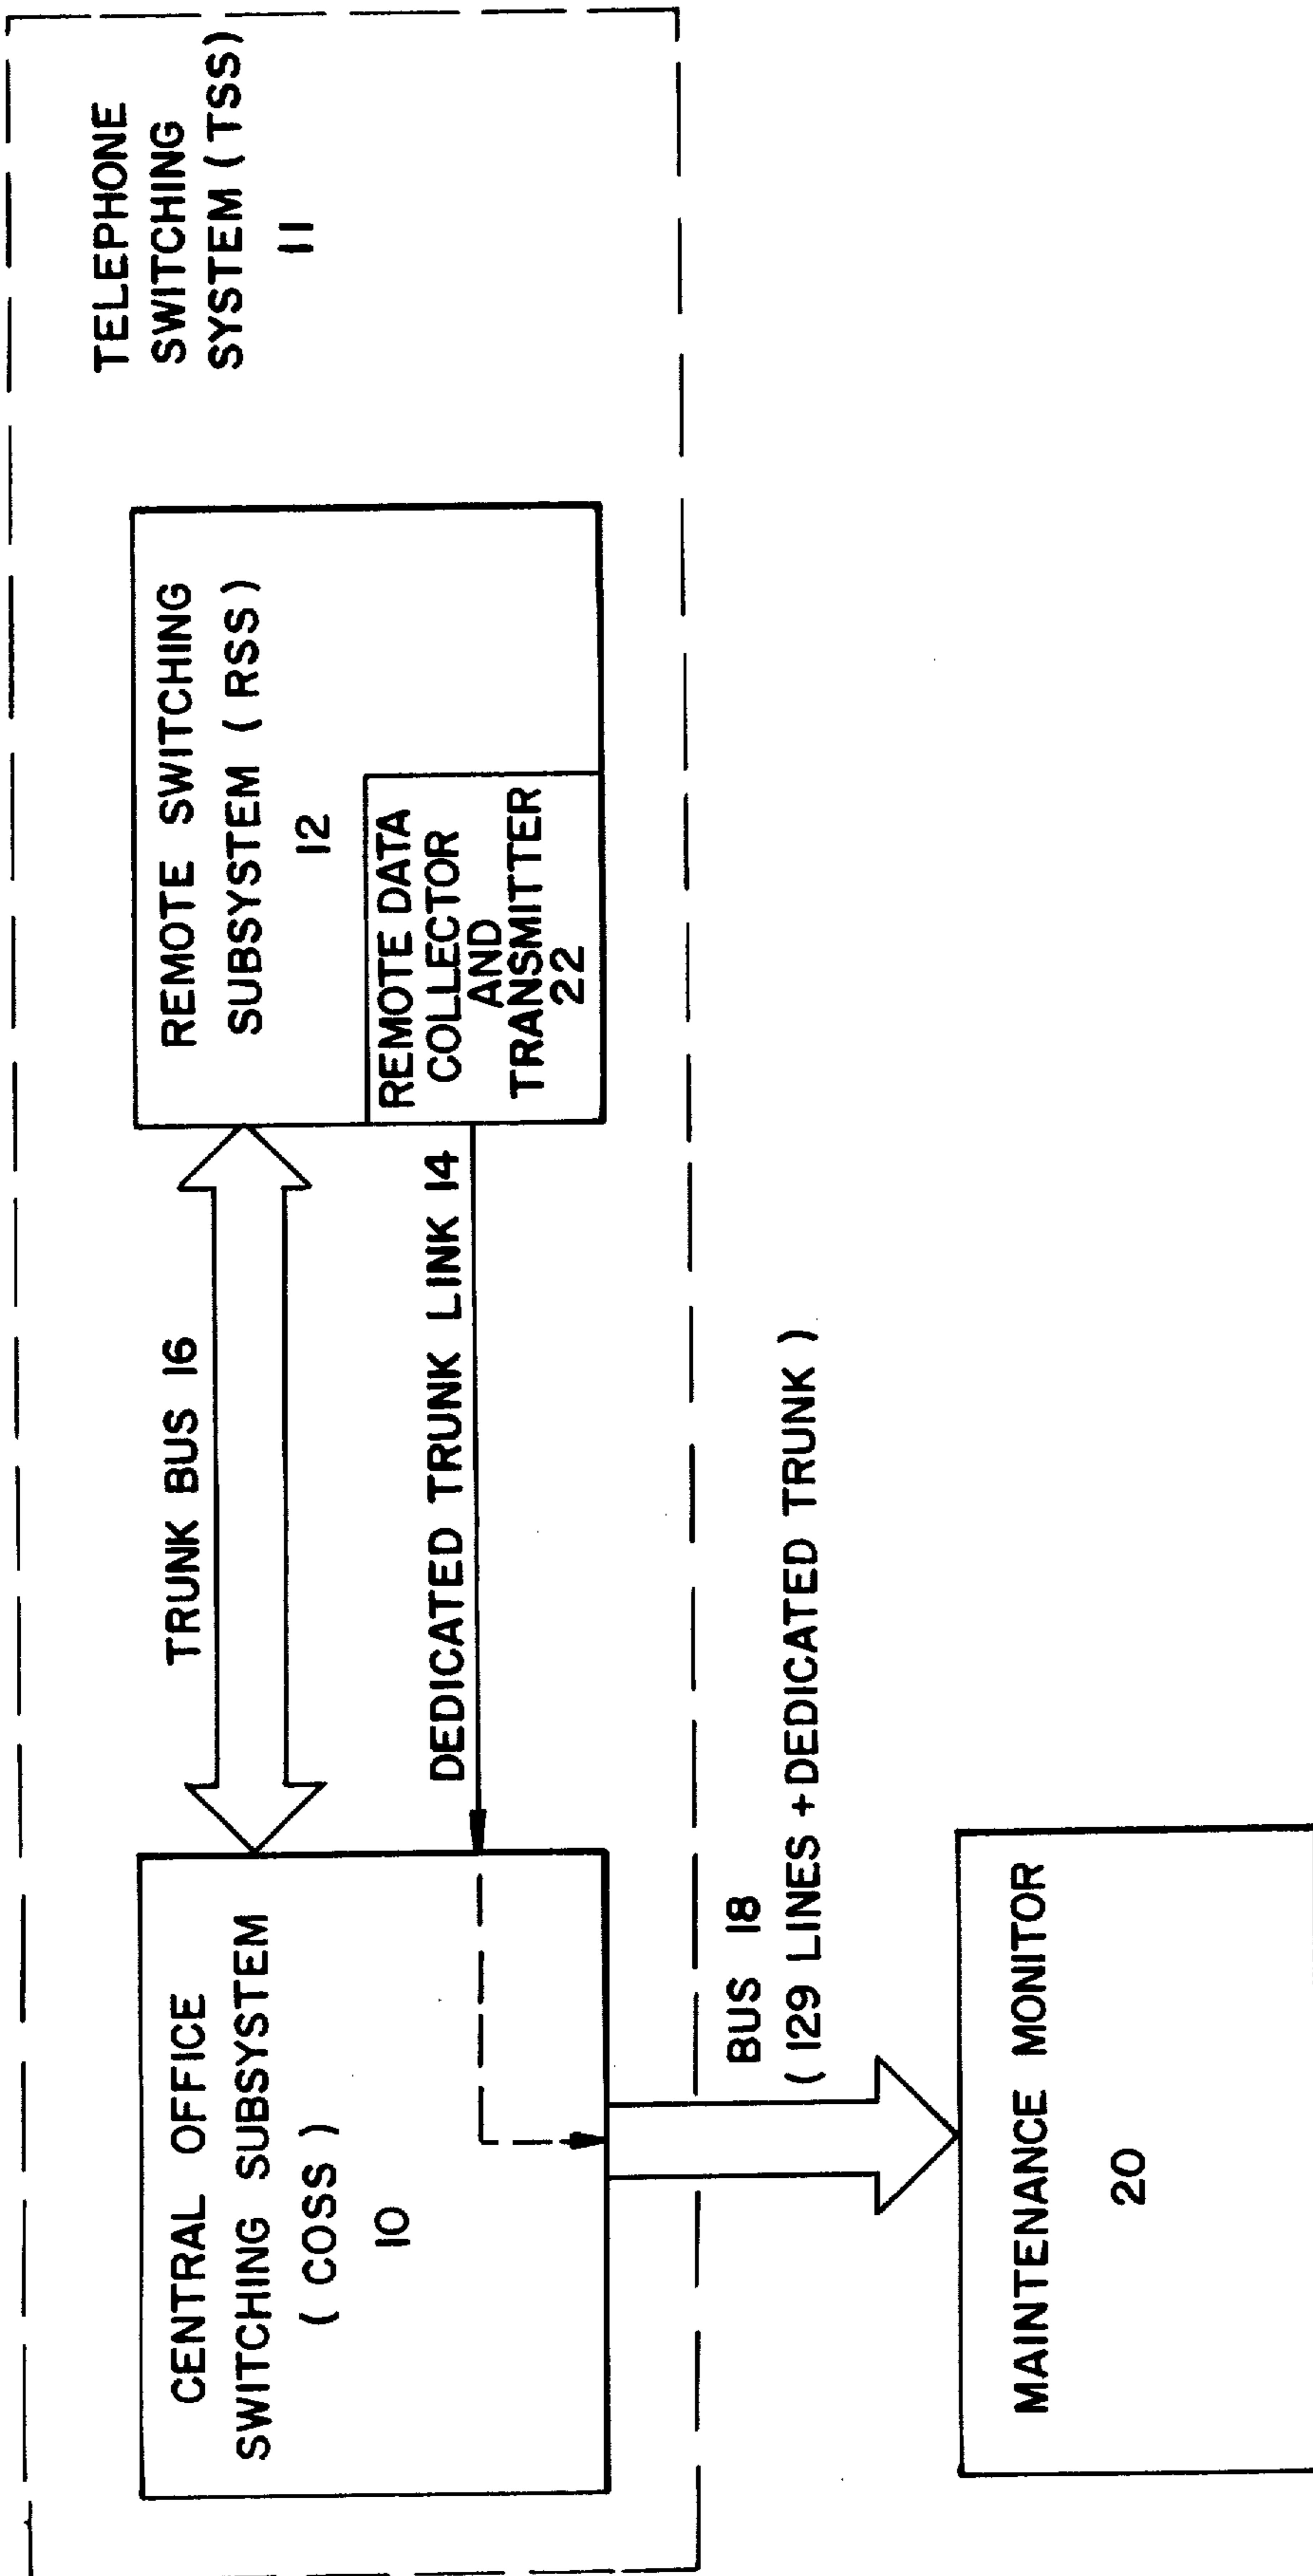 TELEPHONE
SWITCHING
SYSTEM (TSS)
11
CENTRAL OFFICE
SWITCHING SUBSYSTEM
( COSS )
10
TRUNK BUS 16
DEDICATED TRUNK LINK 14
REMOTE SWITCHING
SUBSYSTEM ( RSS )
12
REMOTE DATA
COLLECTOR
AND
TRANSMITTER
22
BUS 18
( 129 LINES + DEDICATED TRUNK )
MAINTENANCE MONITOR
20